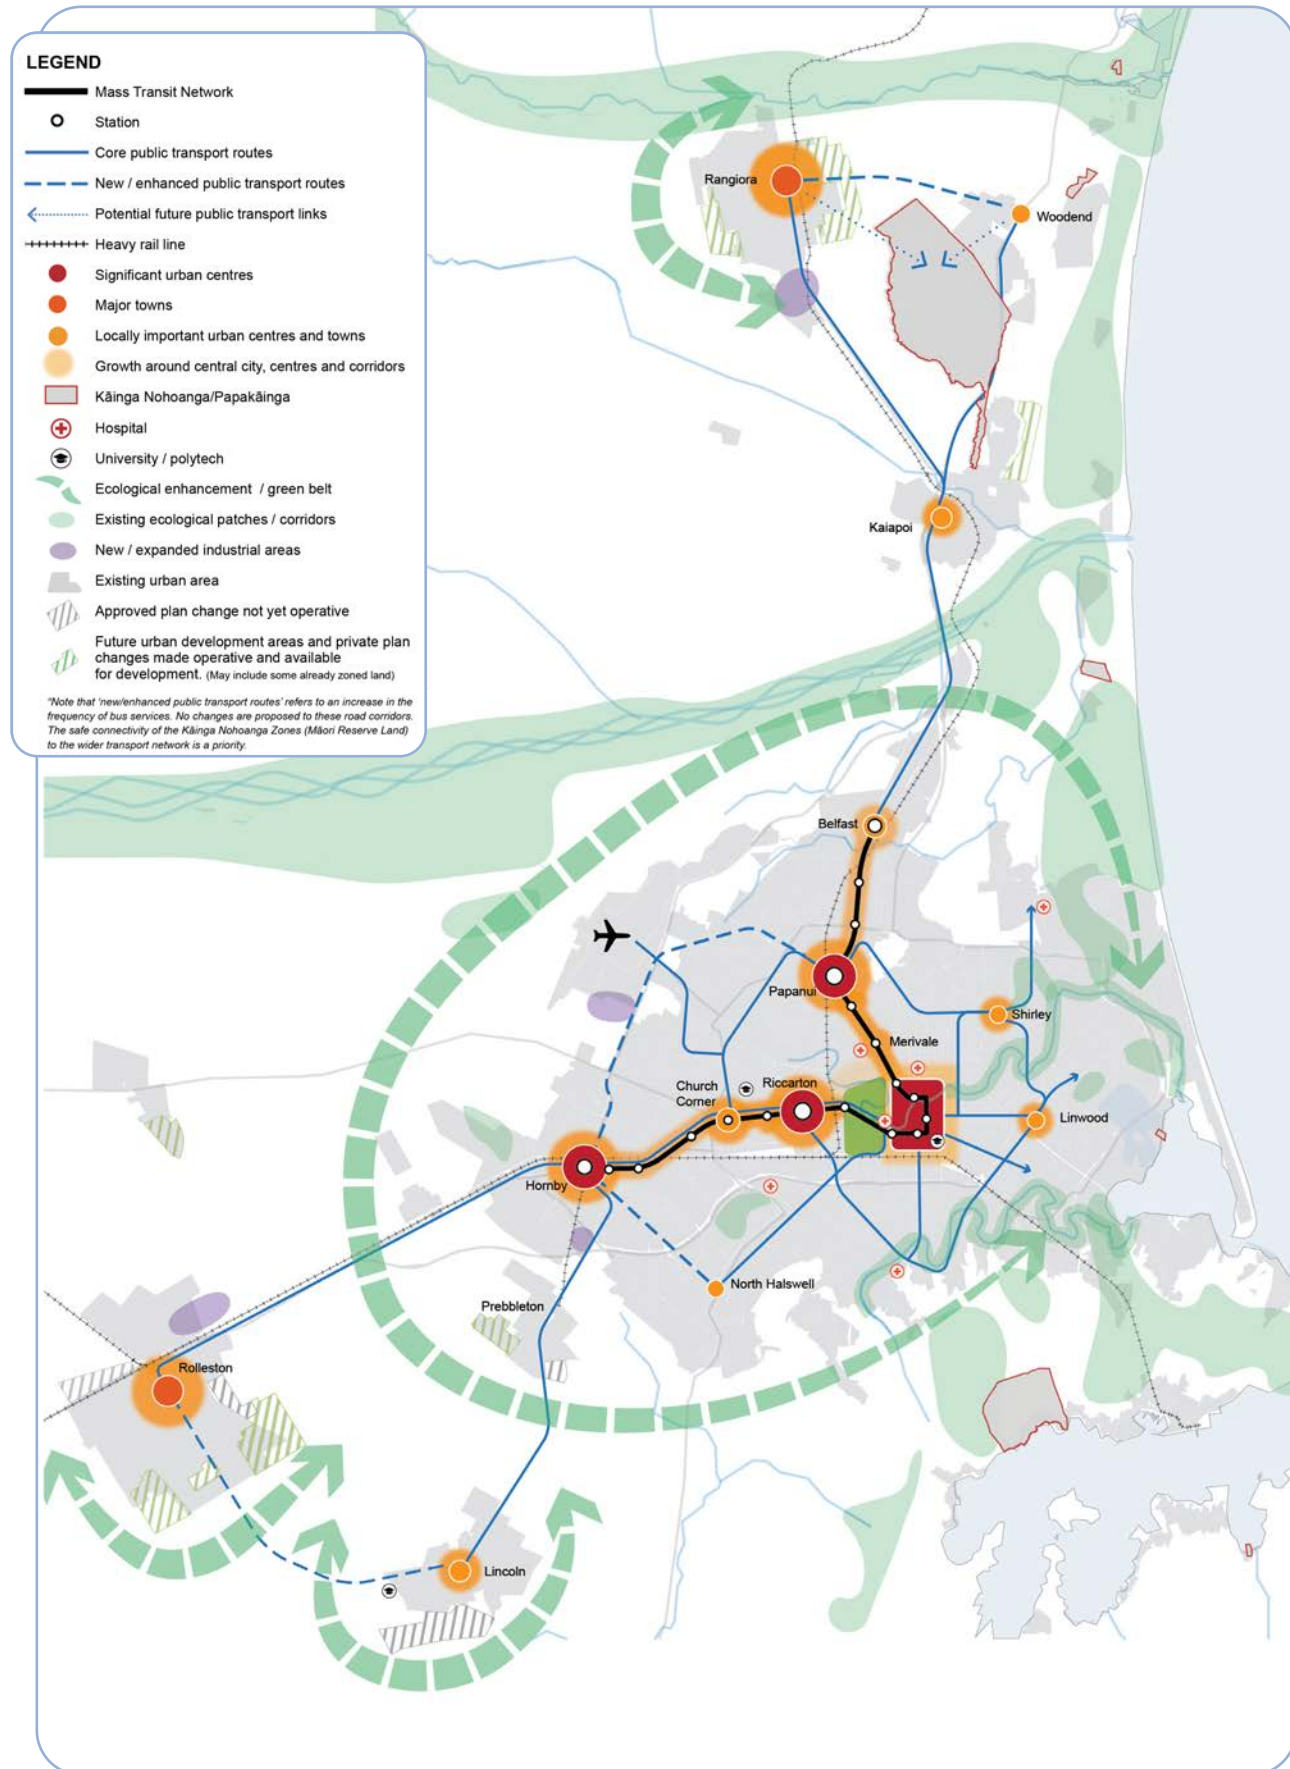 LEGEND
Mass Transit Network
Station
Core public transport routes
New / enhanced public transport routes
Potential future public transport links
Heavy rail line
Significant urban centres
Major towns
Locally important urban centres and towns
Growth around central city, centres and corridors
Kāinga Nohoanga/Papakāinga
Hospital
University / polytech
Ecological enhancement / green belt
Existing ecological patches / corridors
New / expanded industrial areas
Existing urban area
Approved plan change not yet operative
Future urban development areas and private plan
changes made operative and available
for development. (May include some already zoned land)
*Note that 'new/enhanced public transport routes' refers to an increase in the
frequency of bus services. No changes are proposed to these road corridors.
The safe connectivity of the Kāinga Nohoanga Zones (Māori Reserve Land)
to the wider transport network is a priority.
Rangiora
Woodend
Kaiapoi
Belfast
Papanui
Shirley
Merivale
Church
Corner
Riccarton
Linwood
Hornby
North Halswell
Prebbleton
Rolleston
Lincoln